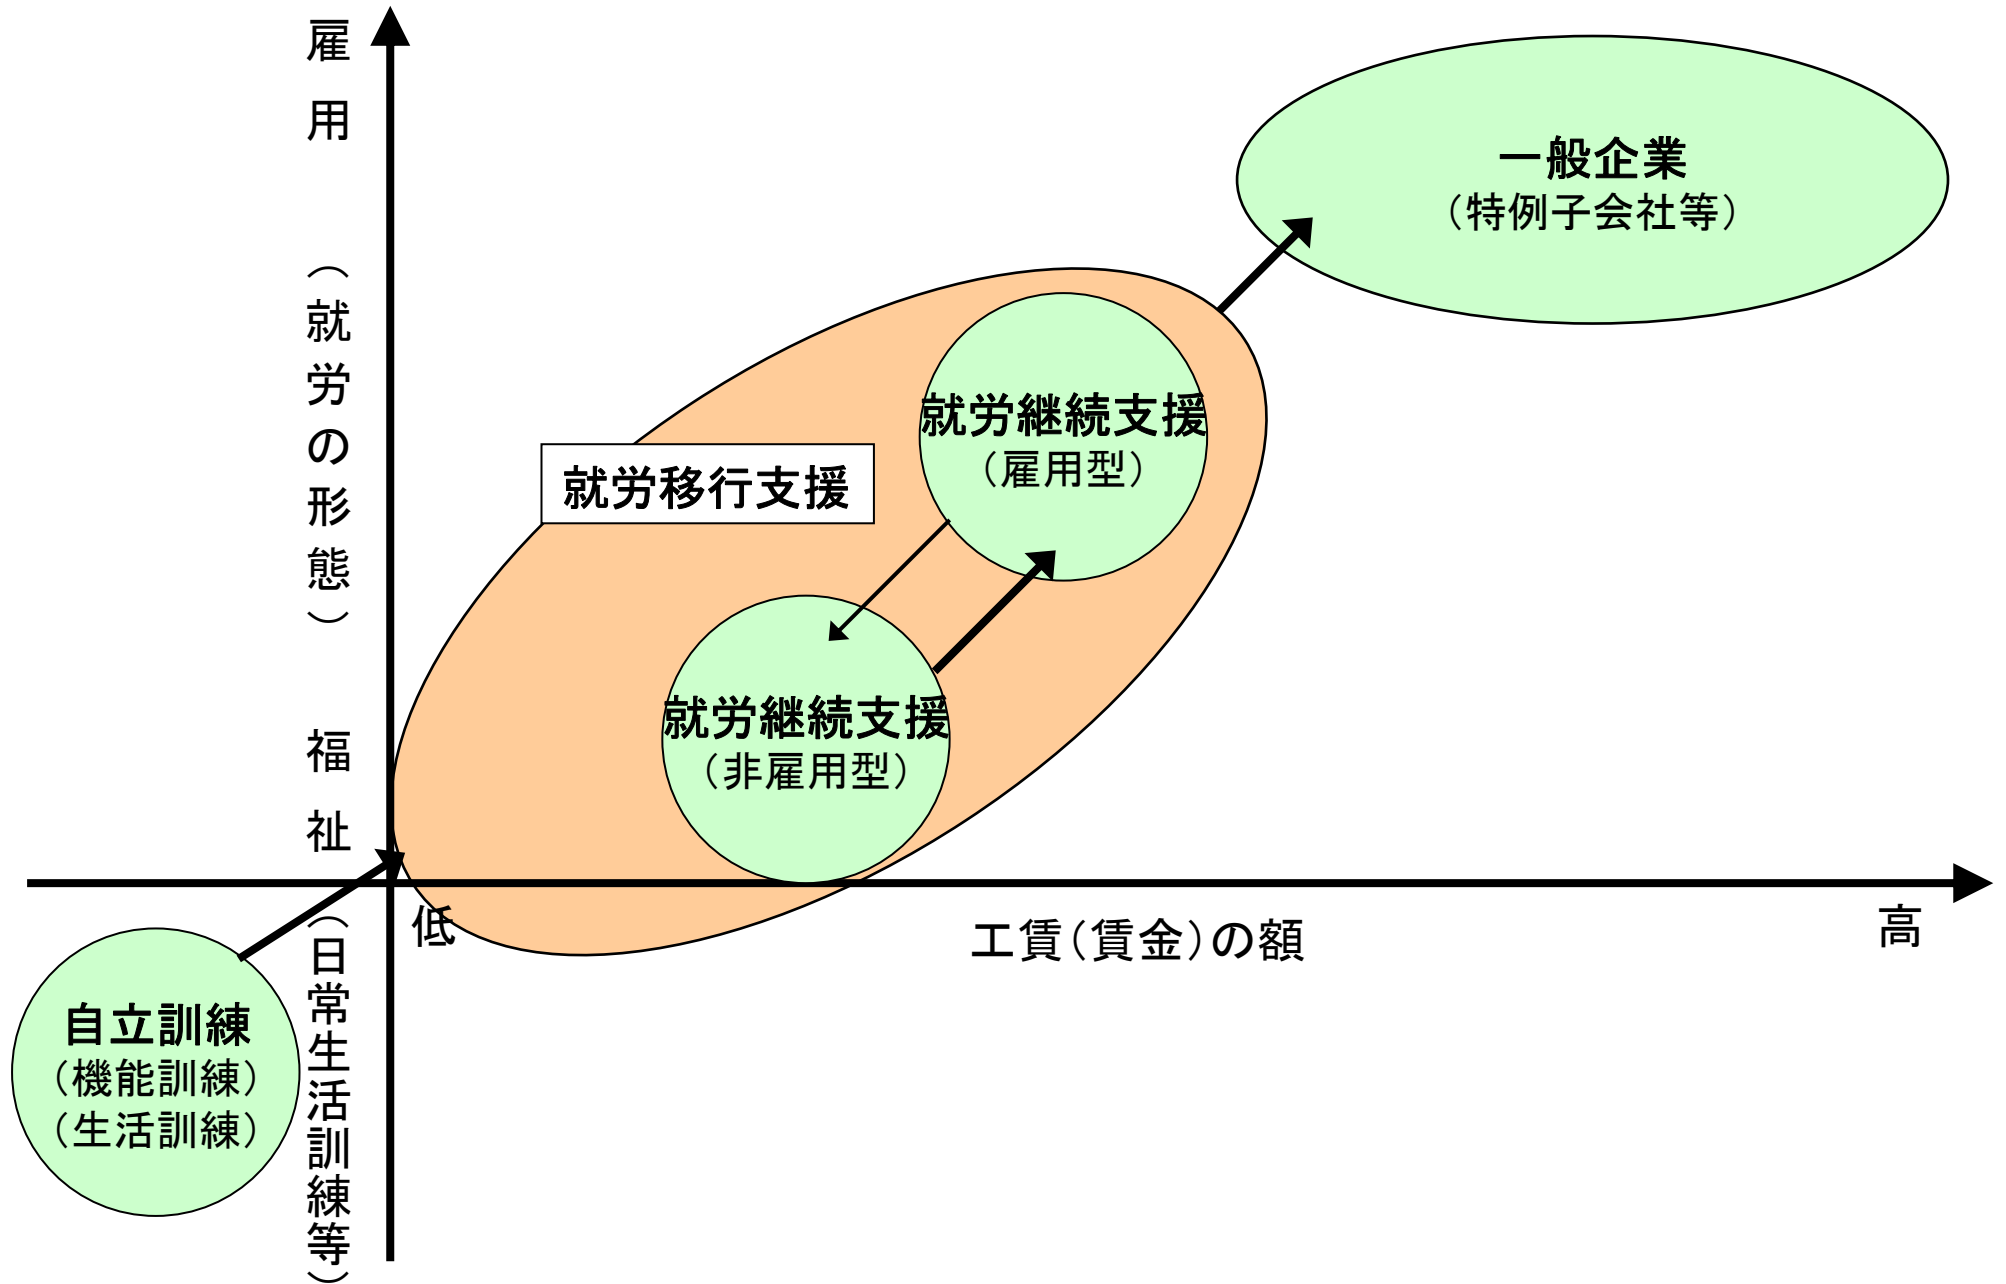 雇用
（就労の形態）
福祉
（日常生活訓練等）
一般企業
（特例子会社等）
就労継続支援
（雇用型）
就労移行支援
就労継続支援
（非雇用型）
低
工賃（賃金）の額
高
自立訓練
（機能訓練）
（生活訓練）